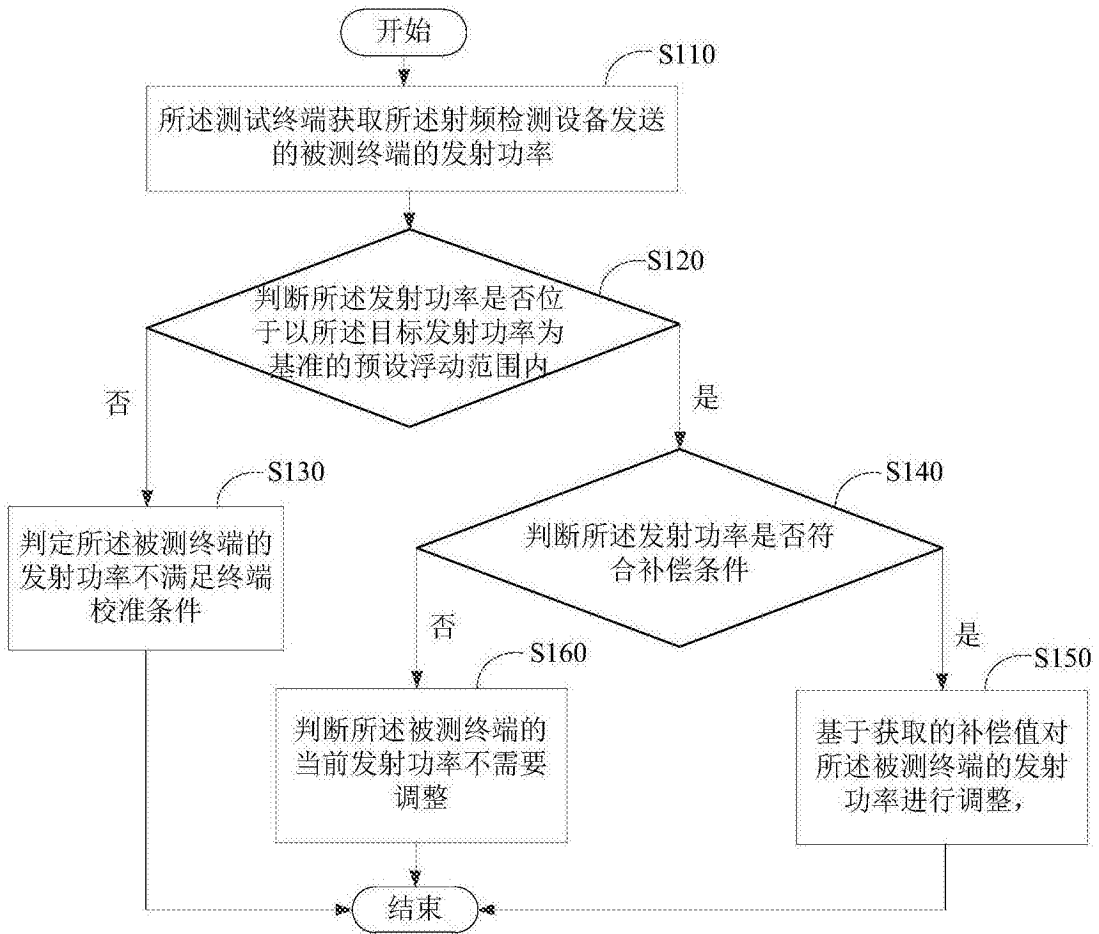 开始
S110
所述测试终端获取所述射频检测设备发送
的被测终端的发射功率
S120
判断所述发射功率是否位
于以所述目标发射功率为
基准的预设浮动范围内
否
是
S130
判定所述被测终端的
发射功率不满足终端
校准条件
S140
判断所述发射功率是否符
合补偿条件
否
是
S160
判断所述被测终端的
当前发射功率不需要
调整
S150
基于获取的补偿值对
所述被测终端的发射
功率进行调整，
结束